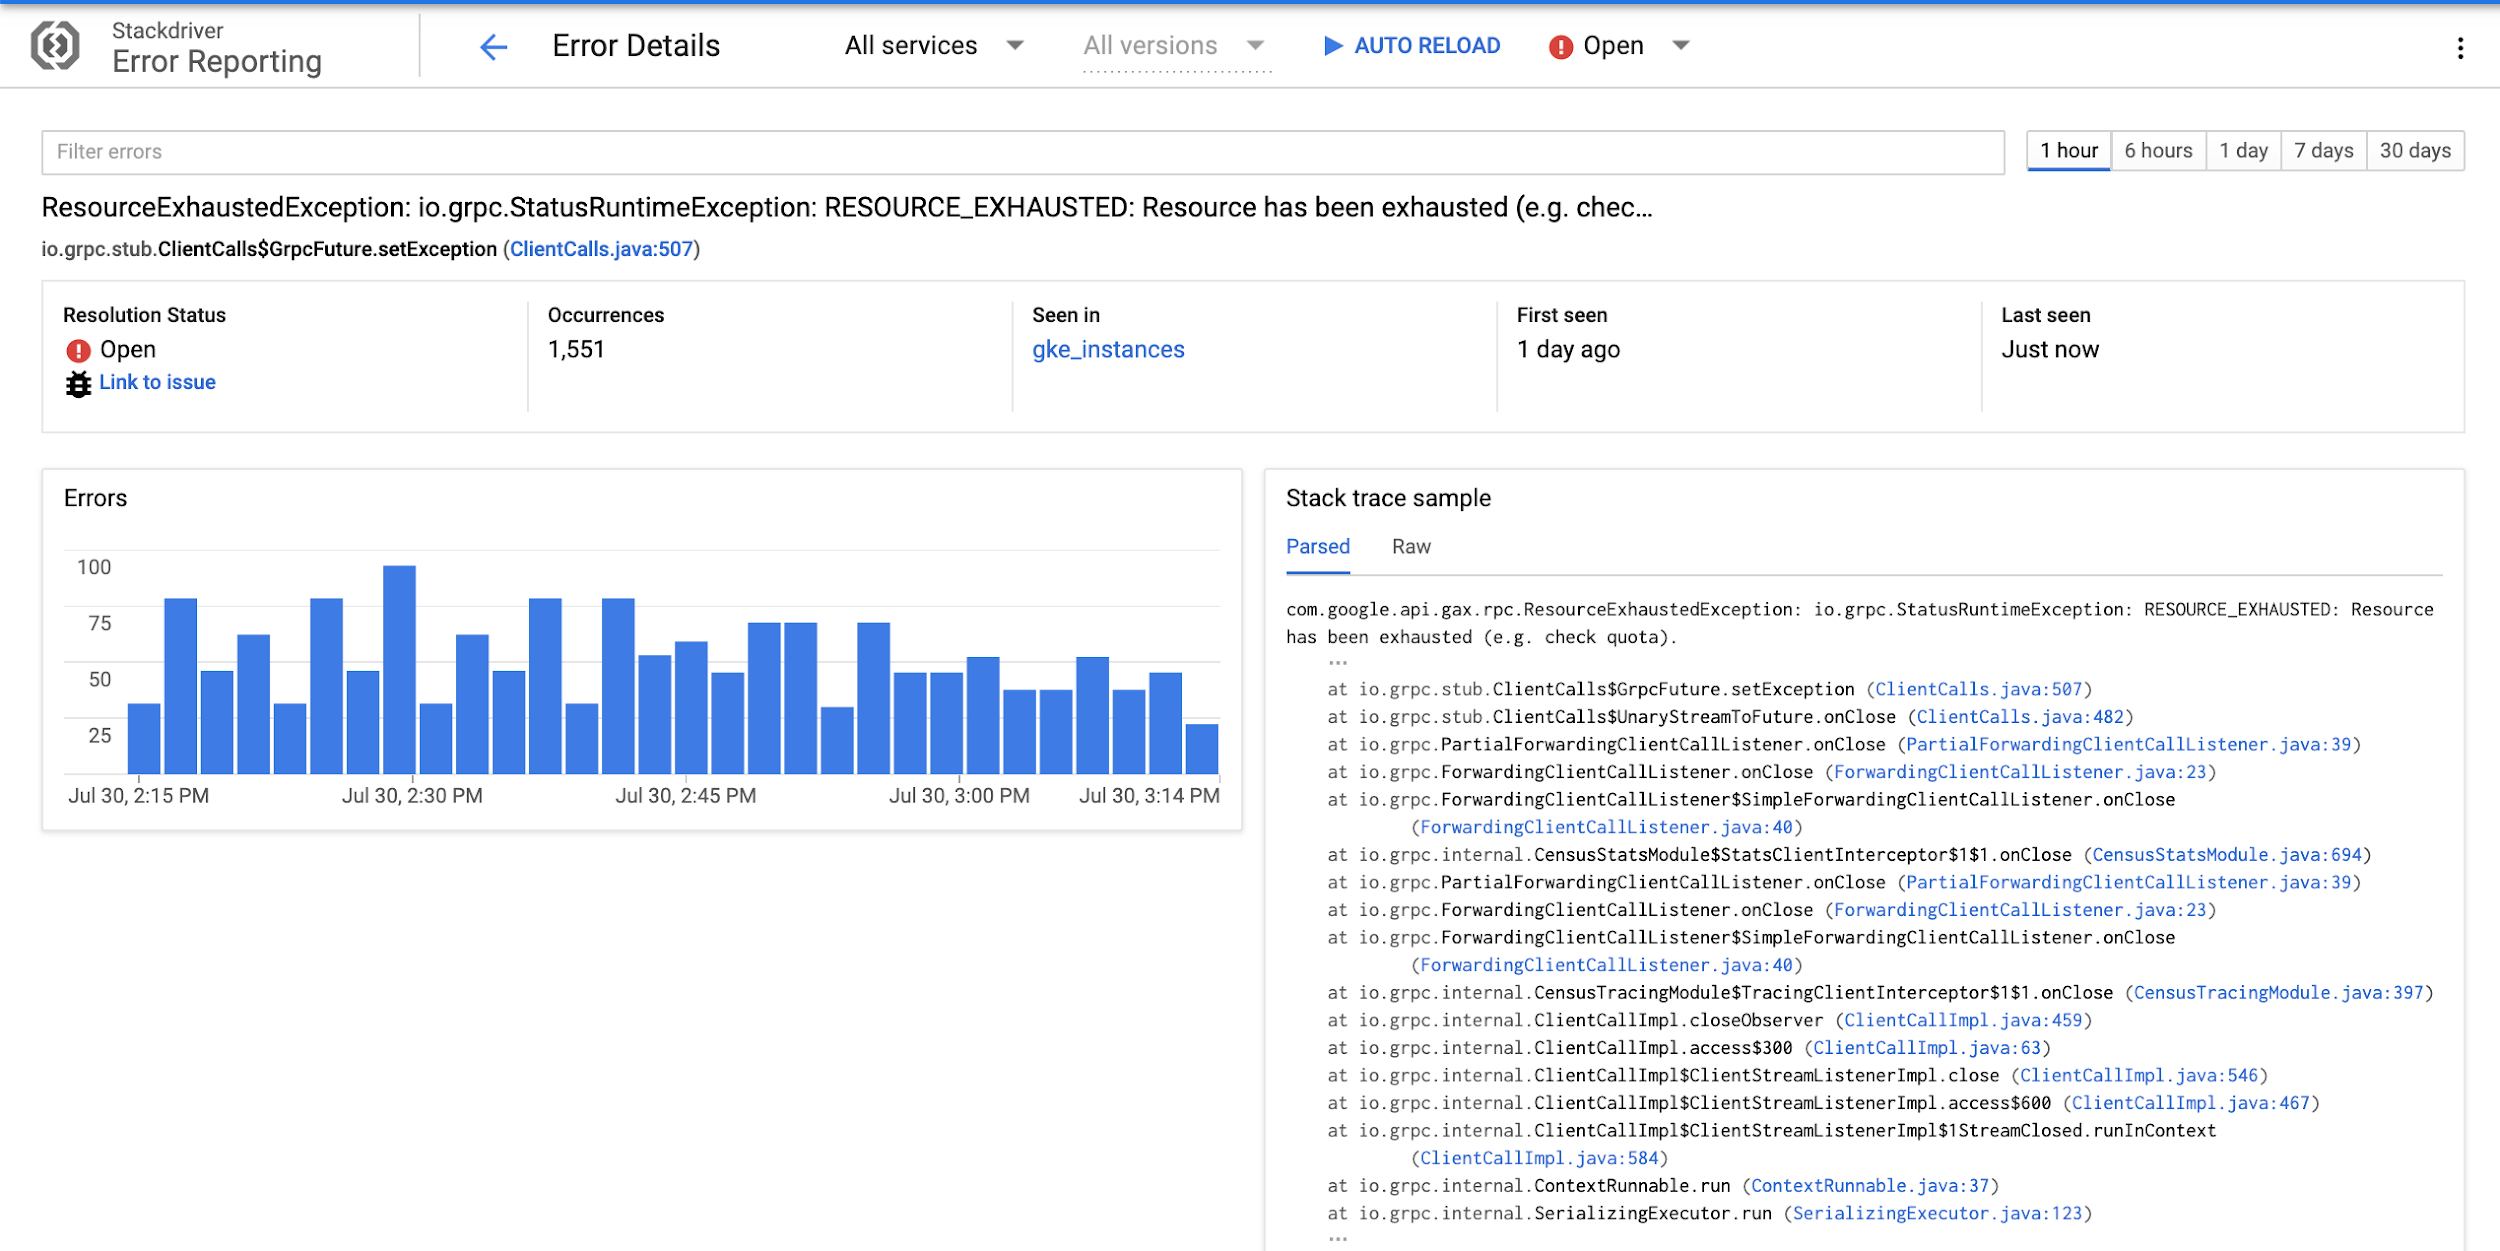 Stackdriver
Error Reporting
Error Details
All services
All versions
AUTO RELOAD
Open
Filter errors
1 hour
6 hours
1 day
7 days
30 days
ResourceExhaustedException: io.grpc.StatusRuntimeException: RESOURCE_EXHAUSTED: Resource has been exhausted (e.g. chec...
io.grpc.stub.ClientCalls$GrpcFuture.setException (ClientCalls.java:507)
Resolution Status
Open
Link to issue
Occurrences
1,551
Seen in
gke_instances
First seen
1 day ago
Last seen
Just now
Errors
100
75
50
25
Jul 30, 2:15 PM
Jul 30, 2:30 PM
Jul 30, 2:45 PM
Jul 30, 3:00 PM
Jul 30, 3:14 PM
Stack trace sample
Parsed
Raw
com.google.api.gax.rpc.ResourceExhaustedException: io.grpc.StatusRuntimeException: RESOURCE_EXHAUSTED: Resource
has been exhausted (e.g. check quota).
...
at io.grpc.stub.ClientCalls$GrpcFuture.setException (ClientCalls.java:507)
at io.grpc.stub.ClientCalls$UnaryStreamToFuture.onClose (ClientCalls.java:482)
at io.grpc.PartialForwardingClientCallListener.onClose (PartialForwardingClientCallListener.java:39)
at io.grpc.ForwardingClientCallListener.onClose (ForwardingClientCallListener.java:23)
at io.grpc.ForwardingClientCallListener$SimpleForwardingClientCallListener.onClose
(ForwardingClientCallListener.java:40)
at io.grpc.internal.CensusStatsModule$StatsClientInterceptor$1$1.onClose (CensusStatsModule.java:694)
at io.grpc.PartialForwardingClientCallListener.onClose (PartialForwardingClientCallListener.java:39)
at io.grpc.ForwardingClientCallListener.onClose (ForwardingClientCallListener.java:23)
at io.grpc.ForwardingClientCallListener$SimpleForwardingClientCallListener.onClose
(ForwardingClientCallListener.java:40)
at io.grpc.internal.CensusTracingModule$TracingClientInterceptor$1$1.onClose (CensusTracingModule.java:397)
at io.grpc.internal.ClientCallImpl.closeObserver (ClientCallImpl.java:459)
at io.grpc.internal.ClientCallImpl.access$300 (ClientCallImpl.java:63)
at io.grpc.internal.ClientCallImpl$ClientStreamListenerImpl.close (ClientCallImpl.java:546)
at io.grpc.internal.ClientCallImpl$ClientStreamListenerImpl.access$600 (ClientCallImpl.java:467)
at io.grpc.internal.ClientCallImpl$ClientStreamListenerImpl$1StreamClosed.runInContext
(ClientCallImpl.java:584)
at io.grpc.internal.ContextRunnable.run (ContextRunnable.java:37)
at io.grpc.internal.SerializingExecutor.run (SerializingExecutor.java:123)
...